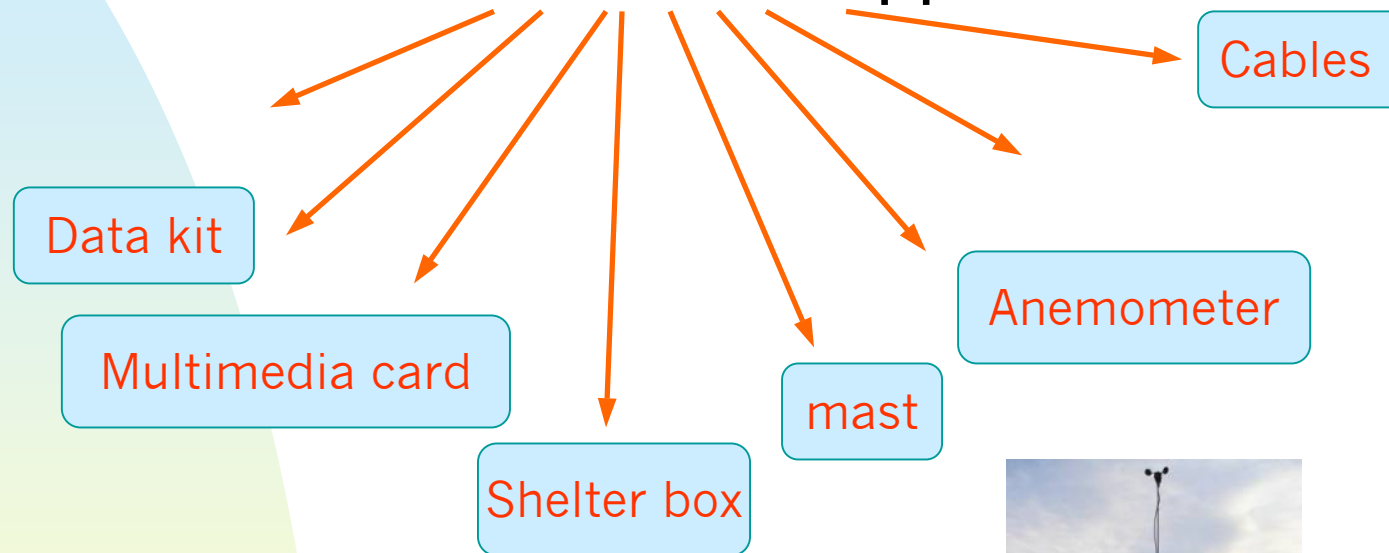 Cables
Data kit
Anemometer
Multimedia card
mast
Shelter box